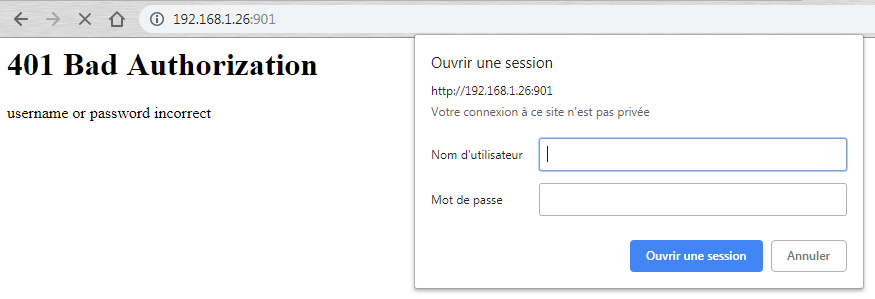 192.168.1.26:901
401 Bad Authorization
username or password incorrect
Ouvrir une session
http://192.168.1.26:901
Votre connexion à ce site n'est pas privée
Nom d'utilisateur
Mot de passe
Ouvrir une session
Annuler